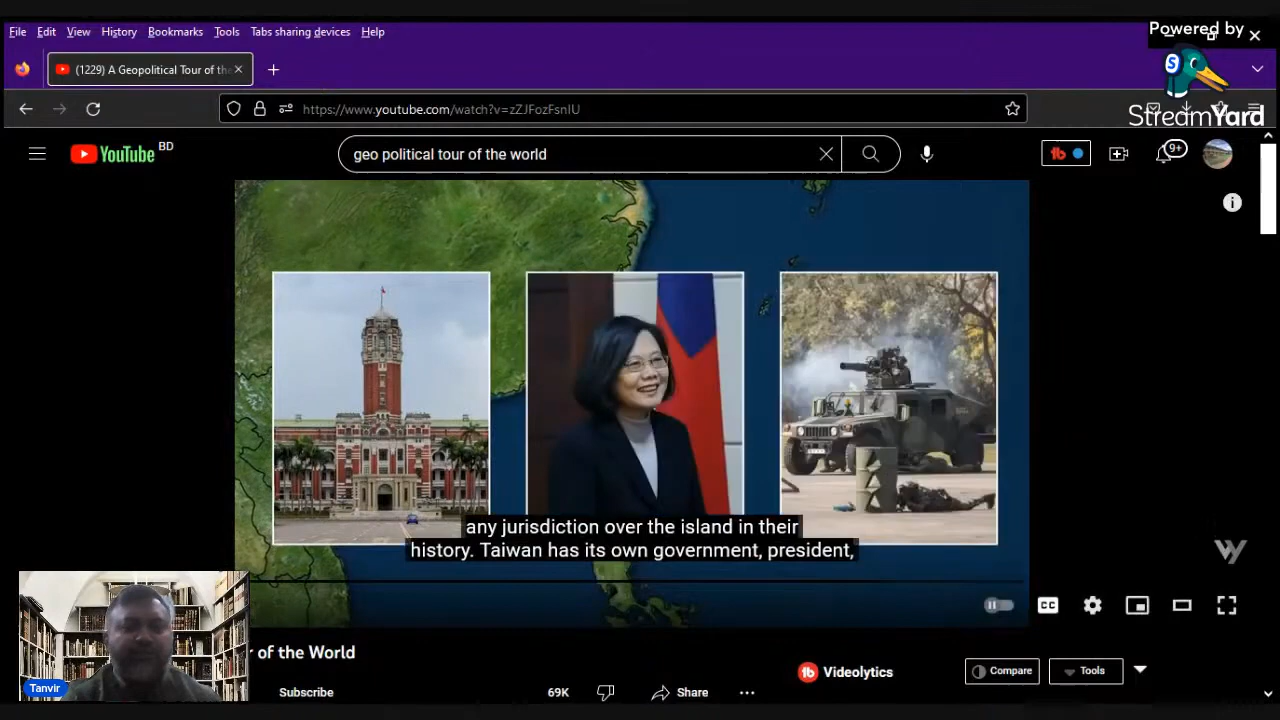 Powered by
File Edit View History Bookmarks Tools Tabs sharing devices Help
(1229) A Geopolitical Tour of the
StreamYard
https://www.youtube.com/watch?v=zZJFozFsnIU
YouTube BD
geo political tour of the world
9+
any jurisdiction over the island in their
history. Taiwan has its own government, president,
CC
of the World
Videolytics
Compare
Tools
Tanvir
Subscribe
69K
Share